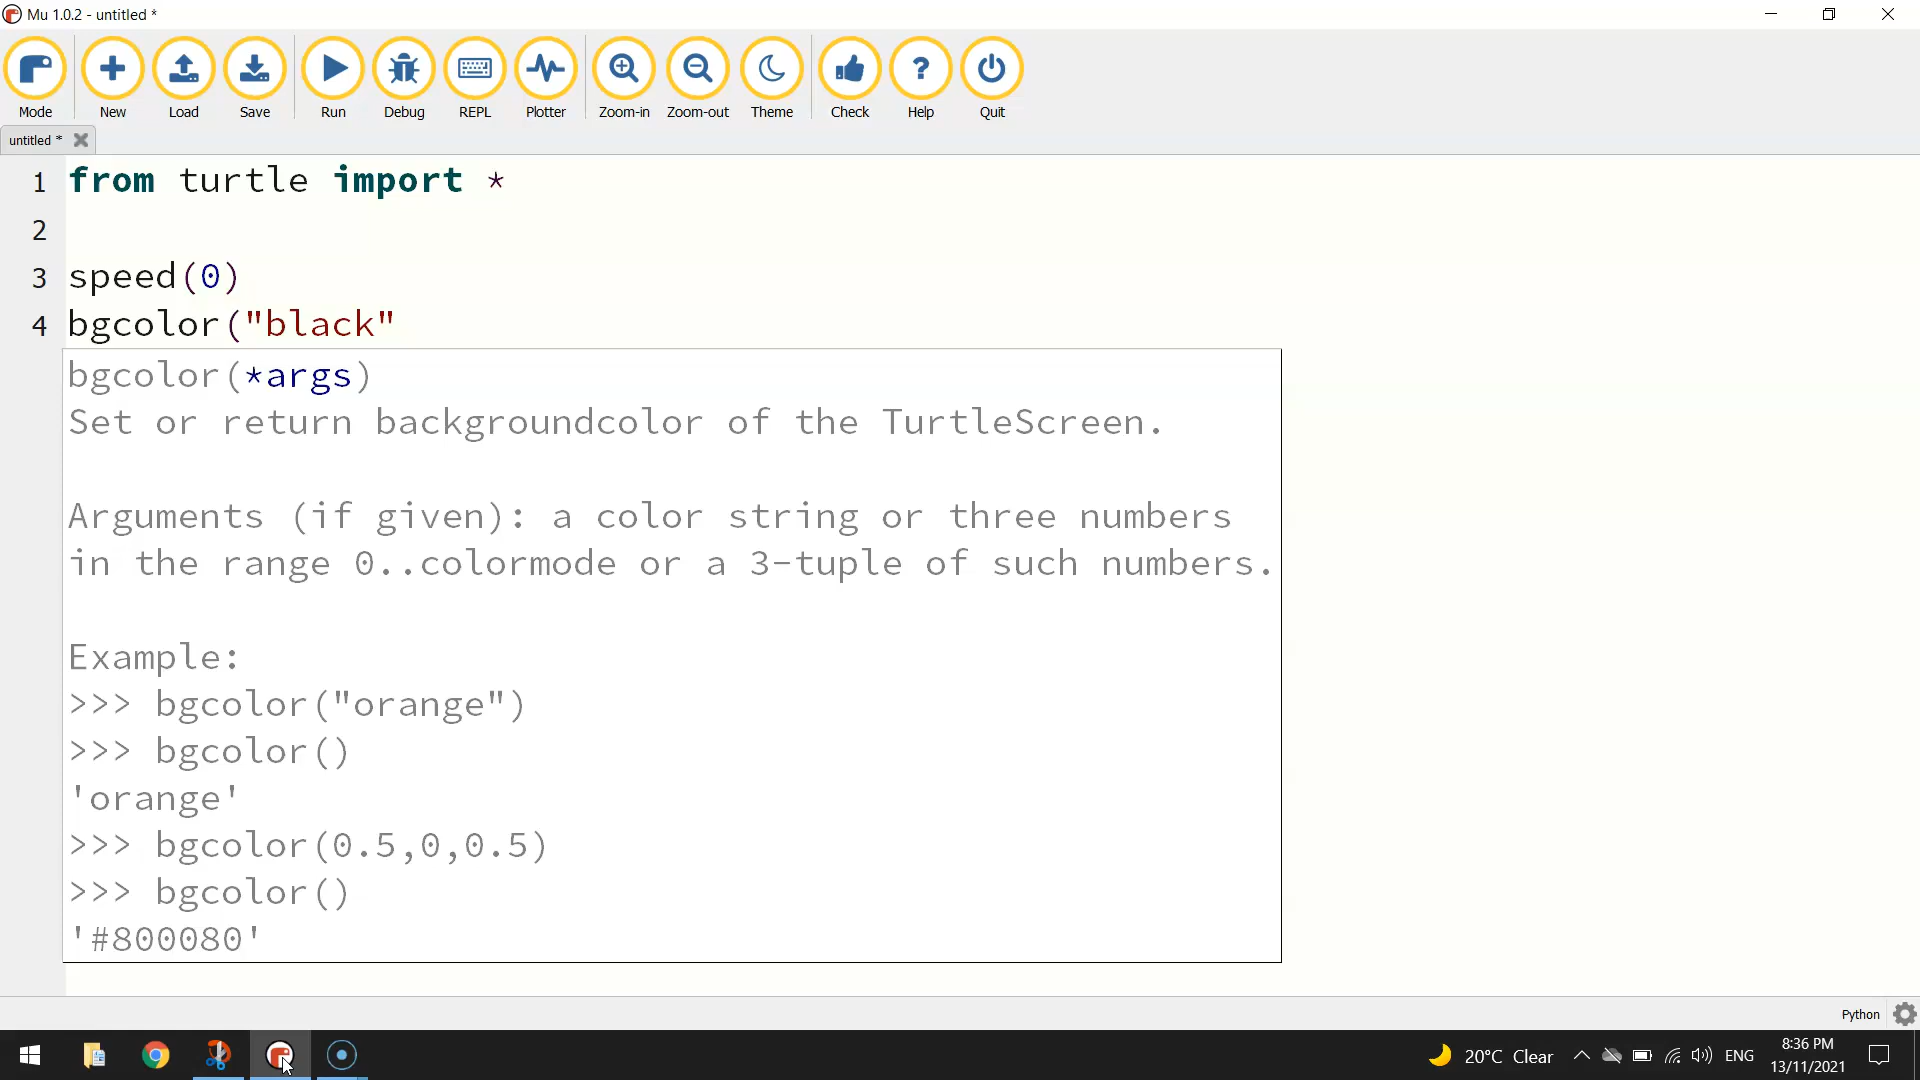 Mu 1.0.2 - untitled *
Mode New Load Save Run Debug REPL Plotter Zoom-in Zoom-out Theme Check Help Quit
untitled *
1 from turtle import *
2
3 speed(0)
4 bgcolor("black"
bgcolor(*args)
Set or return backgroundcolor of the TurtleScreen.
Arguments (if given): a color string or three numbers
in the range 0..colormode or a 3-tuple of such numbers.
Example:
>>> bgcolor("orange")
>>> bgcolor()
'orange'
>>> bgcolor(0.5,0,0.5)
>>> bgcolor()
'#800080'
Python
20°C Clear ENG 8:36 PM
13/11/2021